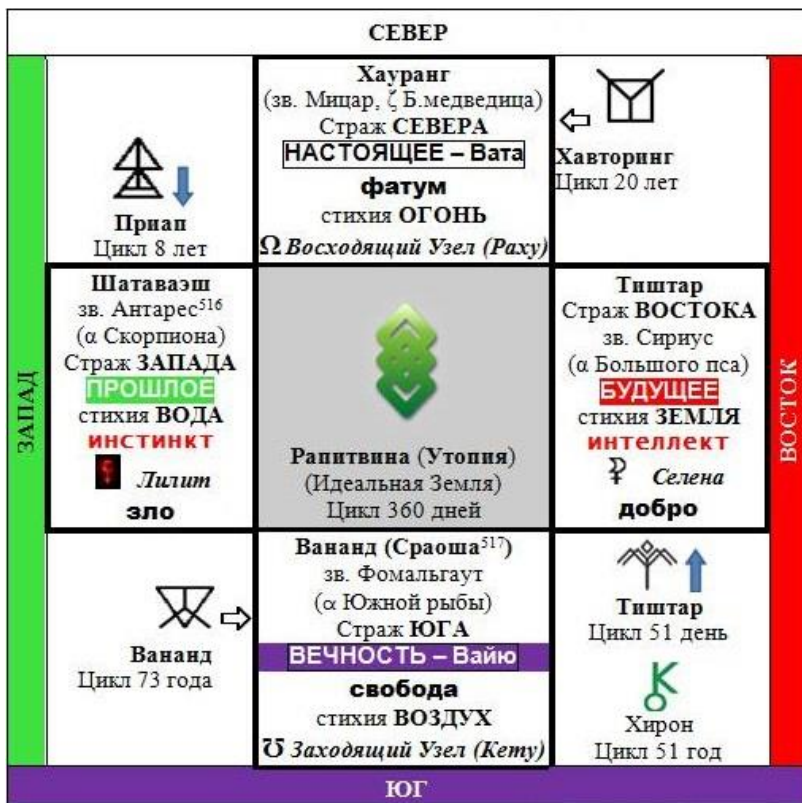 СЕВЕР
Хауранг
(зв. Мицар, ζ Б.медведица)
Страж СЕВЕРА
НАСТОЯЩЕЕ – Вата
фатум
стихия ОГОНЬ
☊ Восходящий Узел (Раху)
Приап
Цикл 8 лет
Хавторинг
Цикл 20 лет
ЗАПАД
Шатаваэш
зв. Антарес⁵¹⁶
(α Скорпиона)
Страж ЗАПАДА
ПРОШЛОЕ
стихия ВОДА
инстинкт
Лилит
зло
Рапитвина (Утопия)
(Идеальная Земля)
Цикл 360 дней
Тиштар
Страж ВОСТОКА
зв. Сириус
(α Большого пса)
БУДУЩЕЕ
стихия ЗЕМЛЯ
интеллект
Селена
добро
ВОСТОК
Вананд
Цикл 73 года
Вананд (Сраоша⁵¹⁷)
зв. Фомальгаут
(α Южной рыбы)
Страж ЮГА
ВЕЧНОСТЬ – Вайю
свобода
стихия ВОЗДУХ
☋ Заходящий Узел (Кету)
Тиштар
Цикл 51 день
Хирон
Цикл 51 год
ЮГ